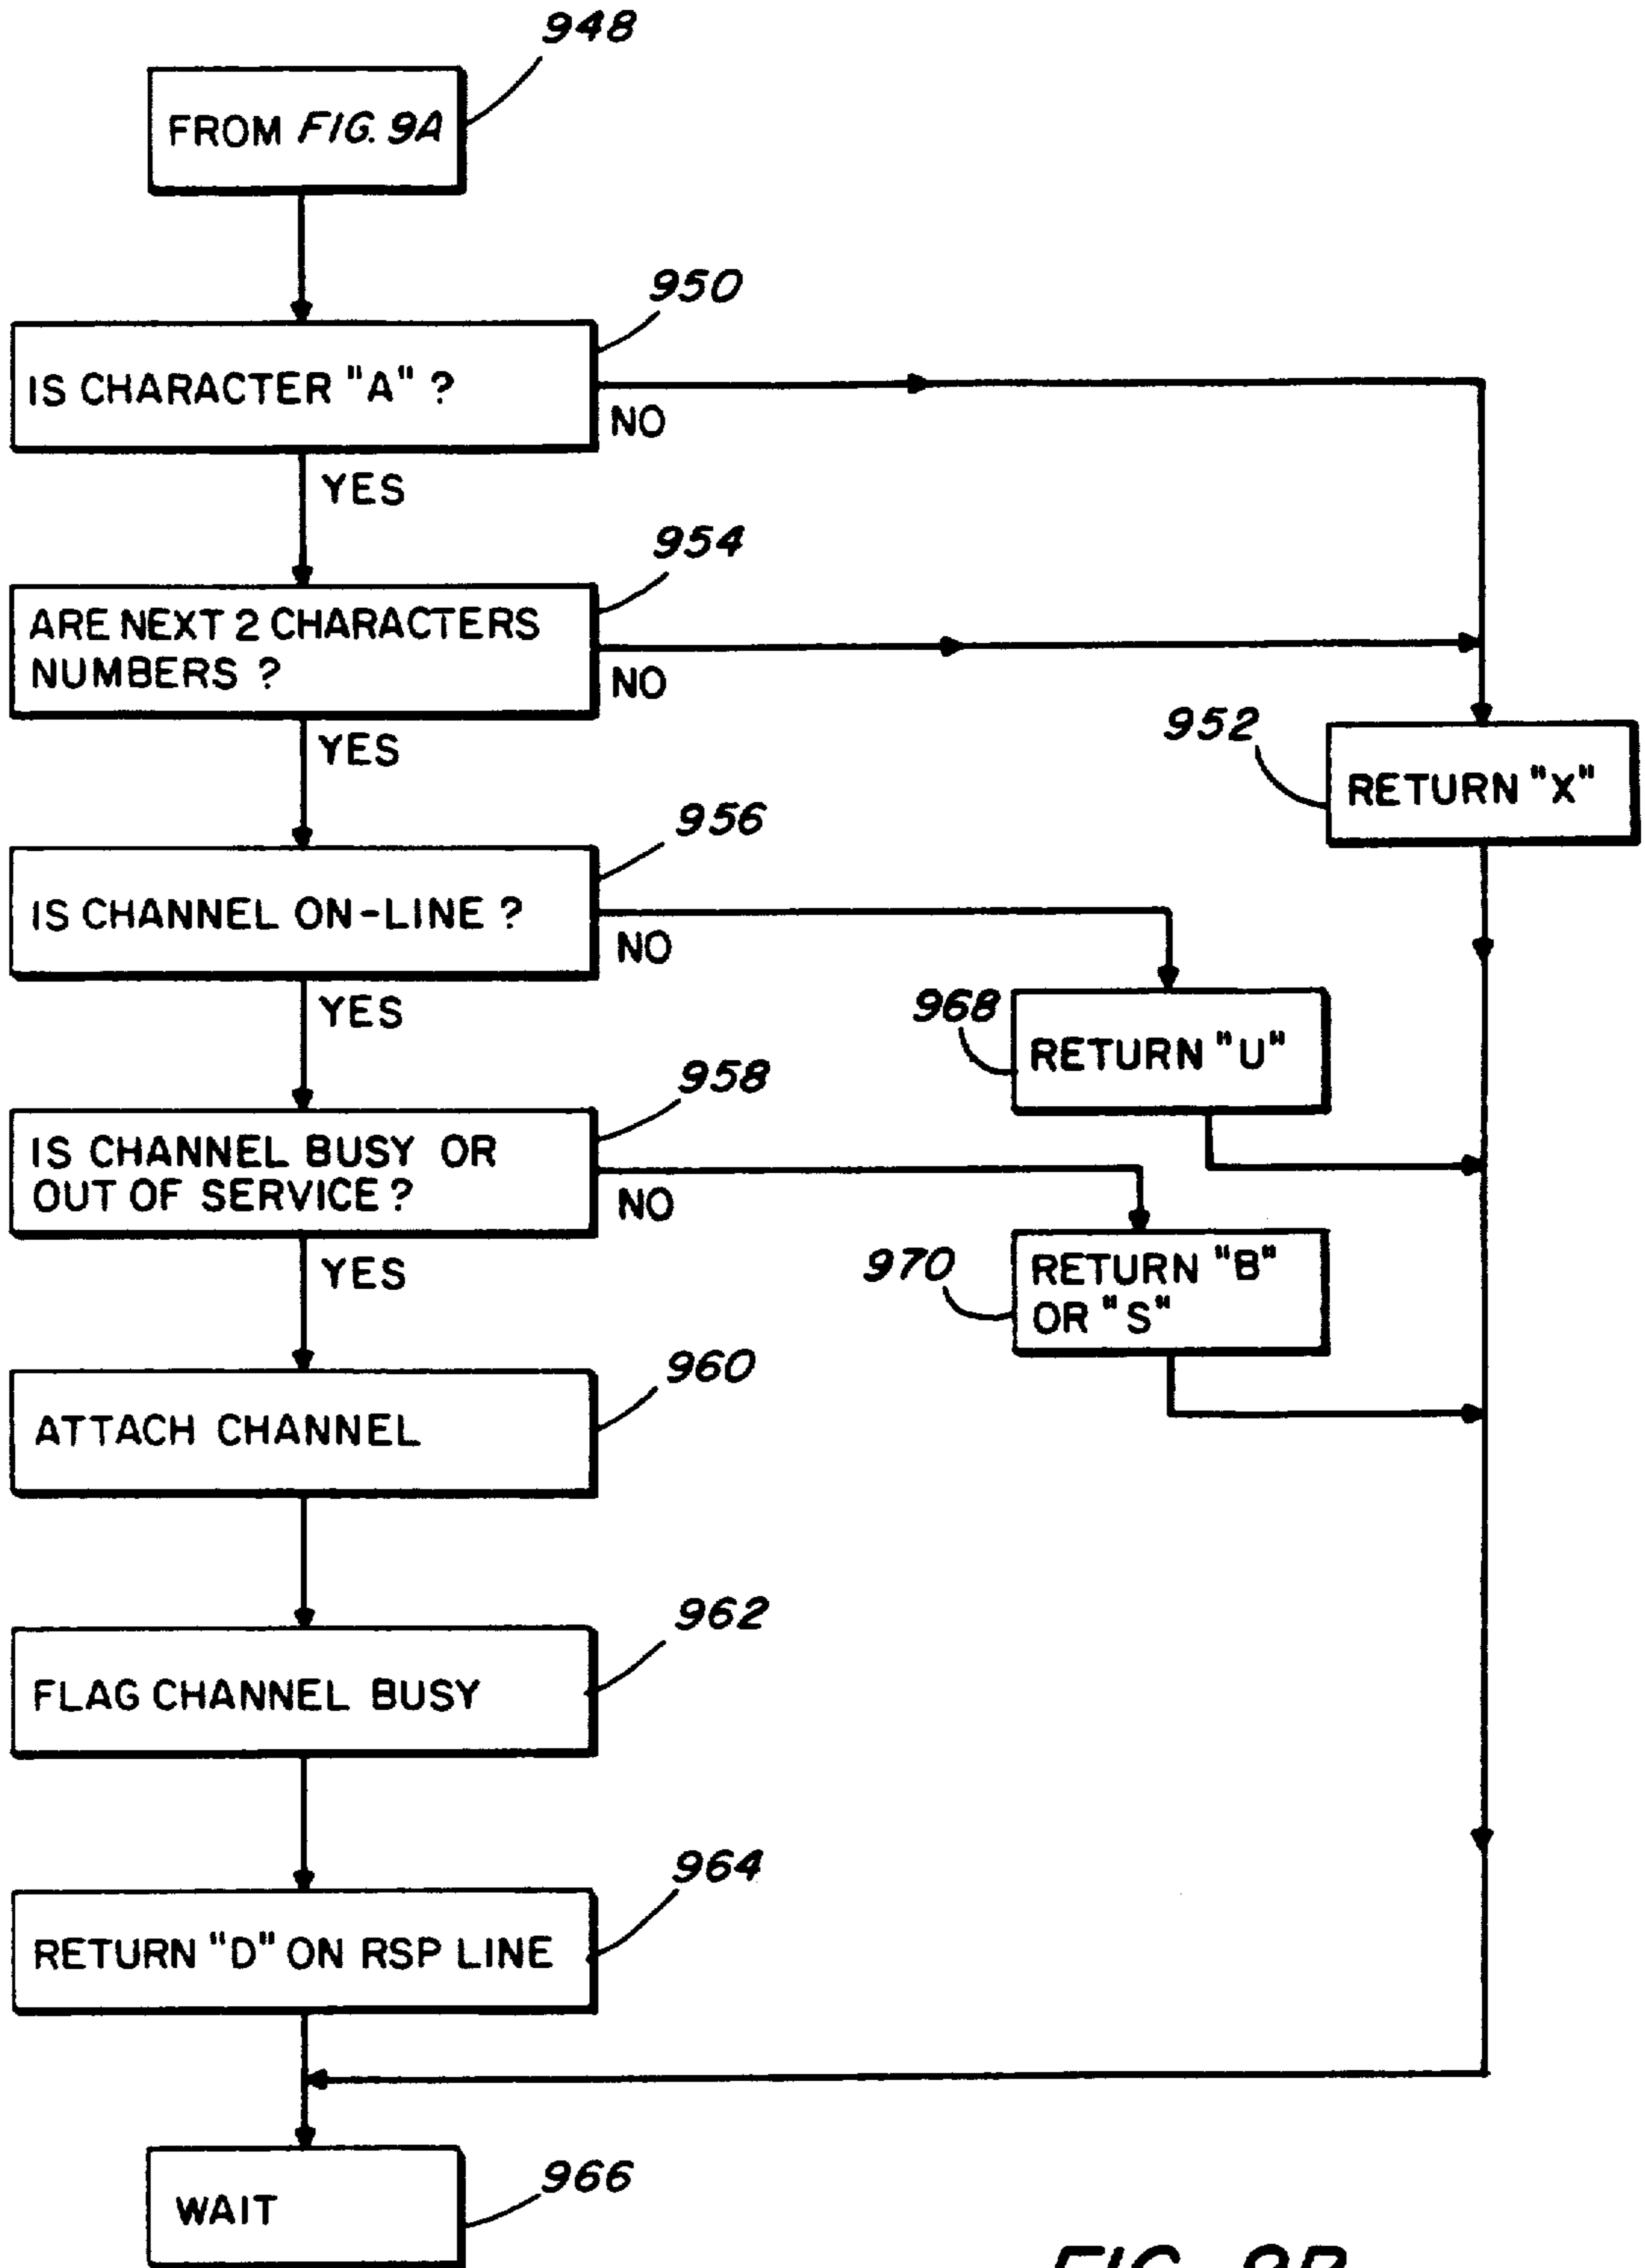 948
FROM FIG. 9A
950
IS CHARACTER "A" ?
NO
YES
954
ARE NEXT 2 CHARACTERS
NUMBERS ?
NO
YES
952
RETURN "X"
956
IS CHANNEL ON-LINE ?
NO
YES
968
RETURN "U"
958
IS CHANNEL BUSY OR
OUT OF SERVICE ?
NO
YES
970
RETURN "B"
OR "S"
960
ATTACH CHANNEL
962
FLAG CHANNEL BUSY
964
RETURN "D" ON RSP LINE
966
WAIT